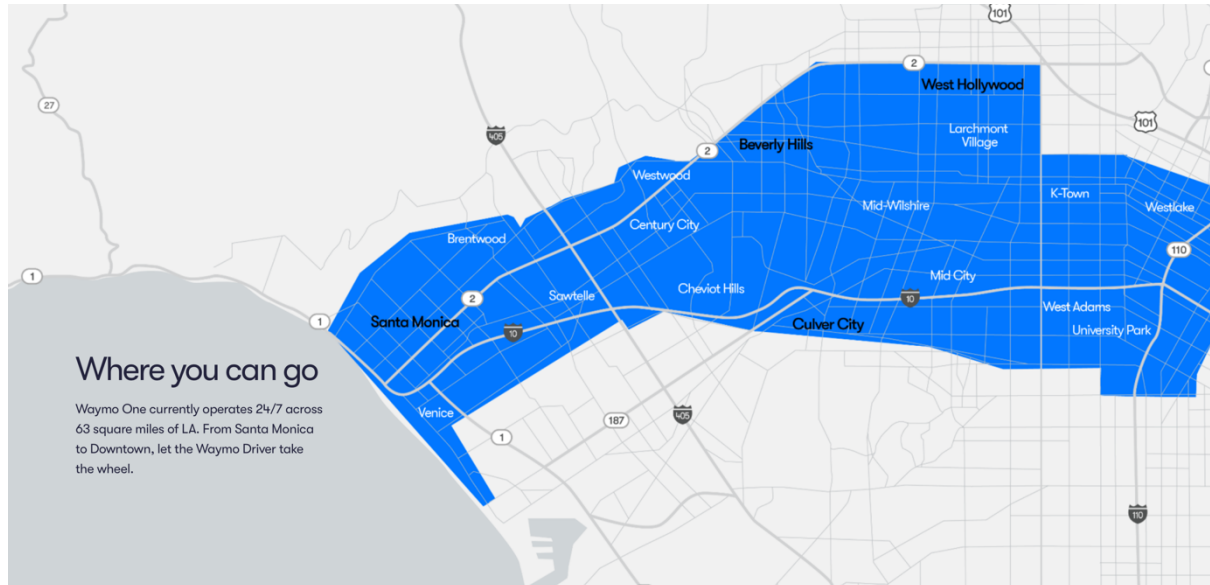 101
2
West Hollywood
27
405
101
Larchmont
Village
2
Beverly Hills
Westwood
K-Town
Mid-Wilshire
Westlake
Century City
Brentwood
110
1
Mid City
Cheviot Hills
Sawtelle
2
10
West Adams
1
Santa Monica
Culver City
10
University Park
Where you can go
Waymo One currently operates 24/7 across
63 square miles of LA. From Santa Monica
to Downtown, let the Waymo Driver take
the wheel.
Venice
187
405
1
110